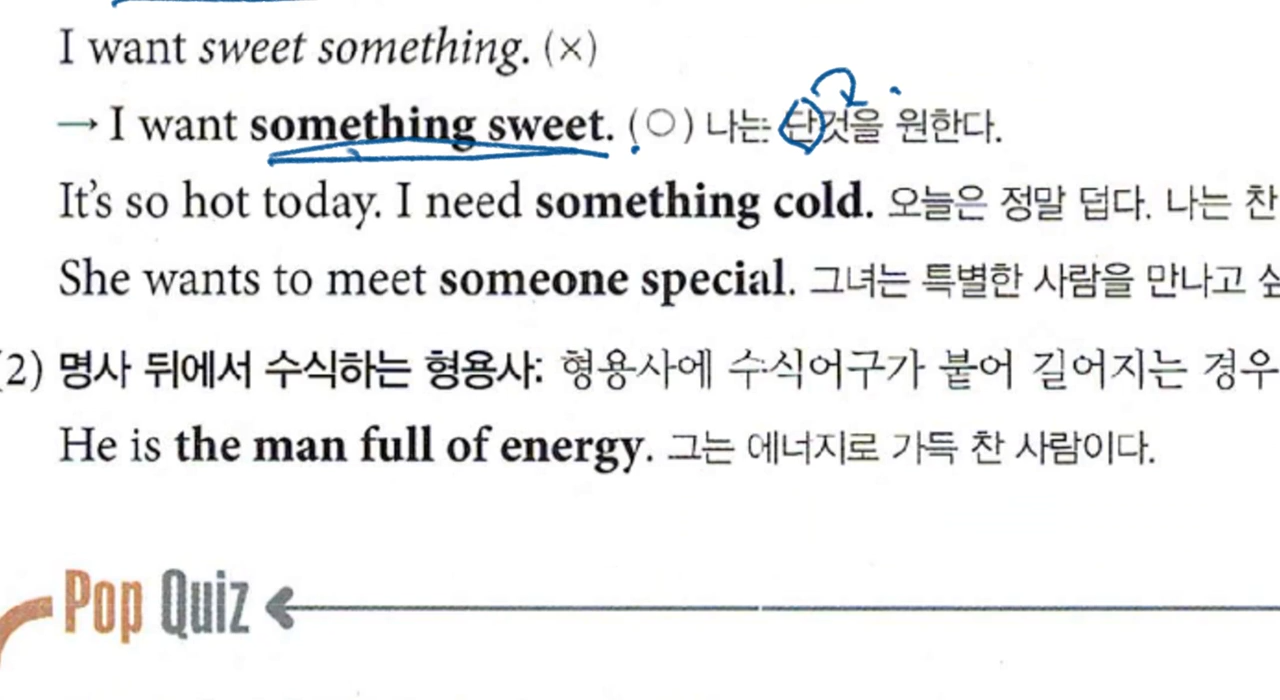 I want sweet something. (×)
→ I want something sweet. (○) 나는 단것을 원한다.
It's so hot today. I need something cold. 오늘은 정말 덥다. 나는 찬
She wants to meet someone special. 그녀는 특별한 사람을 만나고 싶
(2) 명사 뒤에서 수식하는 형용사: 형용사에 수식어구가 붙어 길어지는 경우
He is the man full of energy. 그는 에너지로 가득 찬 사람이다.
Pop Quiz